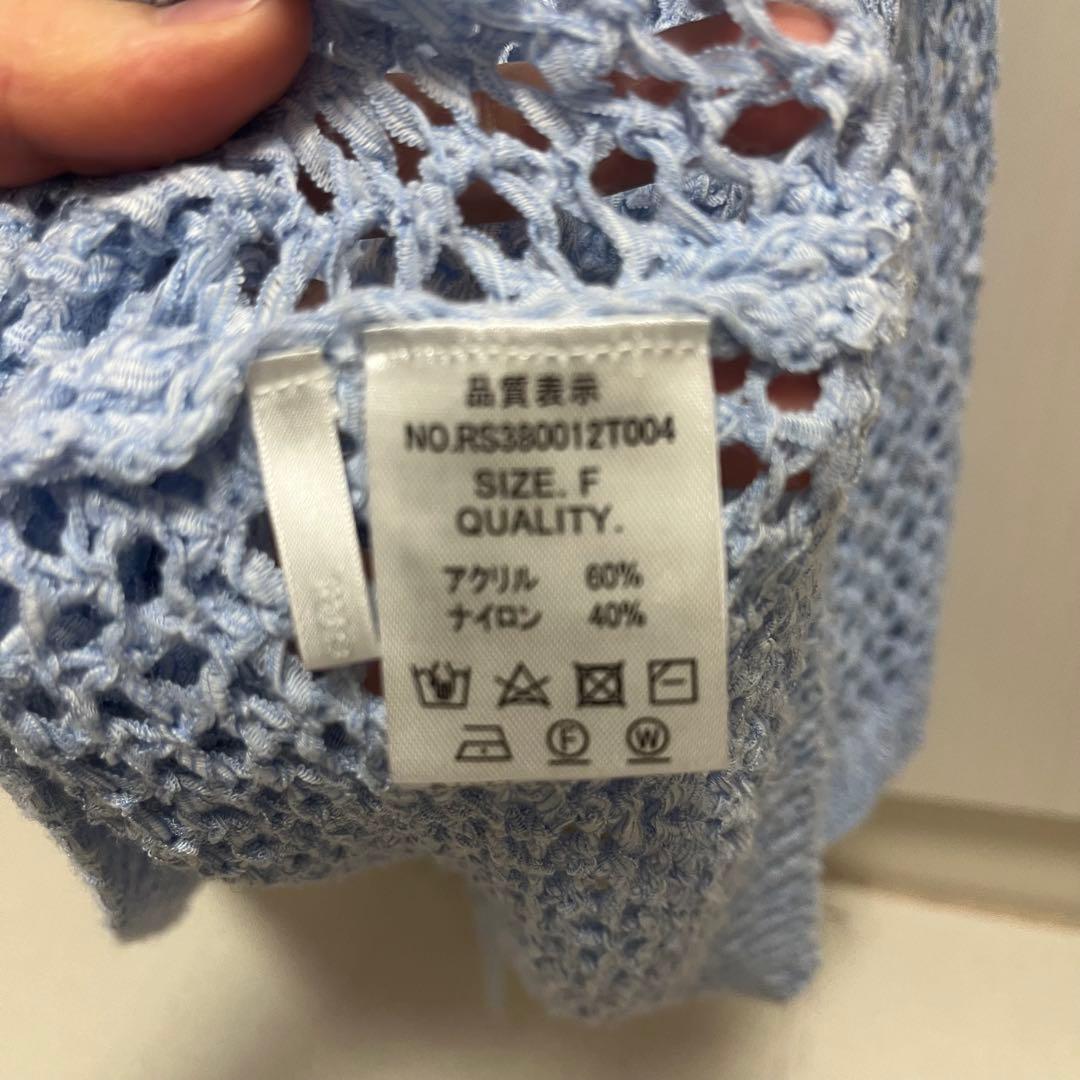 品質表示
NO.RS380012T004
SIZE. F
QUALITY.
アクリル 60%
ナイロン 40%
F W